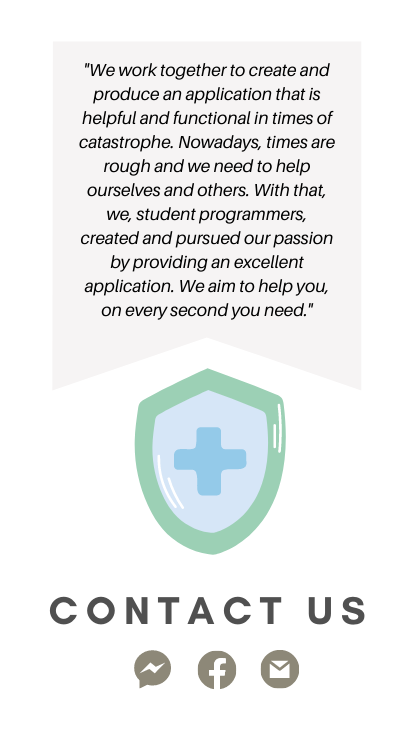 "We work together to create and
produce an application that is
helpful and functional in times of
catastrophe. Nowadays, times are
rough and we need to help
ourselves and others. With that,
we, student programmers,
created and pursued our passion
by providing an excellent
application. We aim to help you,
on every second you need."
CONTACT US